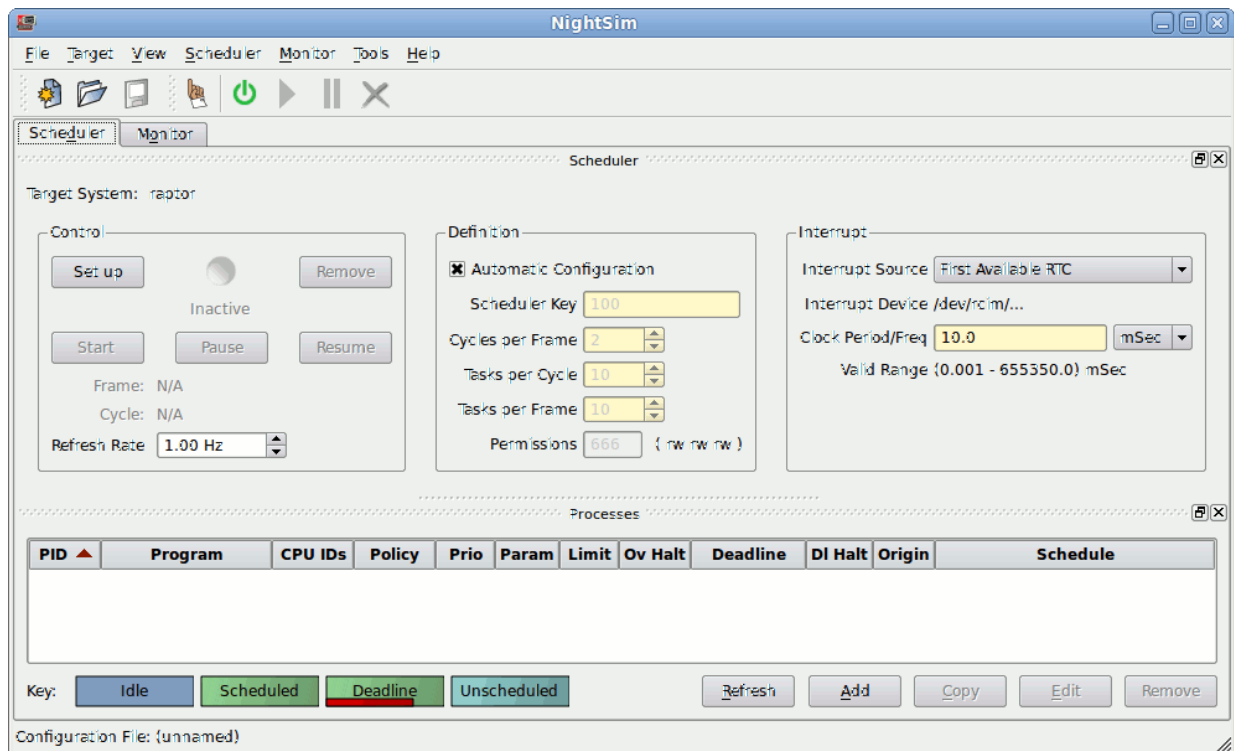 NightSim
File Target View Scheduler Monitor Tools Help
Scheduler Monitor
Scheduler
Target System: raptor
Control
Set up Remove
Inactive
Start Pause Resume
Frame: N/A
Cycle: N/A
Refresh Rate 1.00 Hz
Definition
Automatic Configuration
Scheduler Key 100
Cycles per Frame 2
Tasks per Cycle 10
Tasks per Frame 10
Permissions 666 ( rw rw rw )
Interrupt
Interrupt Source First Available RTC
Interrupt Device /dev/rcim/...
Clock Period/Freq 10.0 mSec
Valid Range (0.001 - 655350.0) mSec
Processes
PID Program CPU IDs Policy Prio Param Limit Ov Halt Deadline Dl Halt Origin Schedule
Key: Idle Scheduled Deadline Unscheduled Refresh Add Copy Edit Remove
Configuration File: (unnamed)